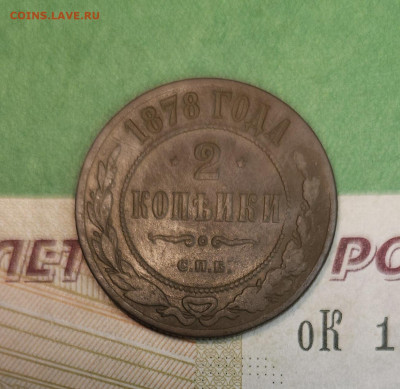 COINS.LAVE.RU
1878 ГОДА
2
КОПѢЙКИ
С.П.Б.
ЛЕТ
РО
оК 1